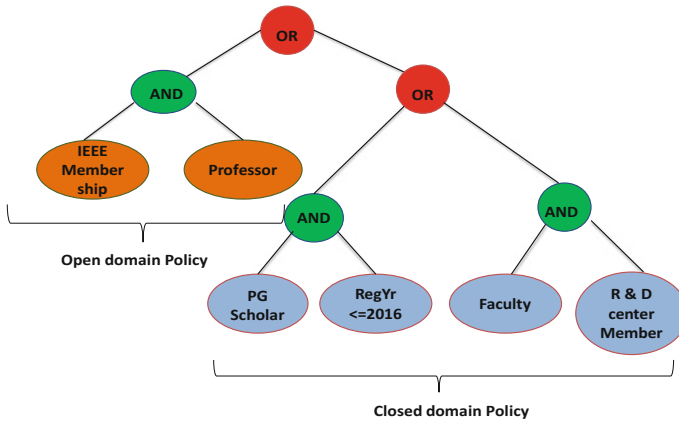 OR
AND
OR
IEEE
Member
ship
Professor
AND
AND
Open domain Policy
PG
Scholar
RegYr
<=2016
Faculty
R & D
center
Member
Closed domain Policy